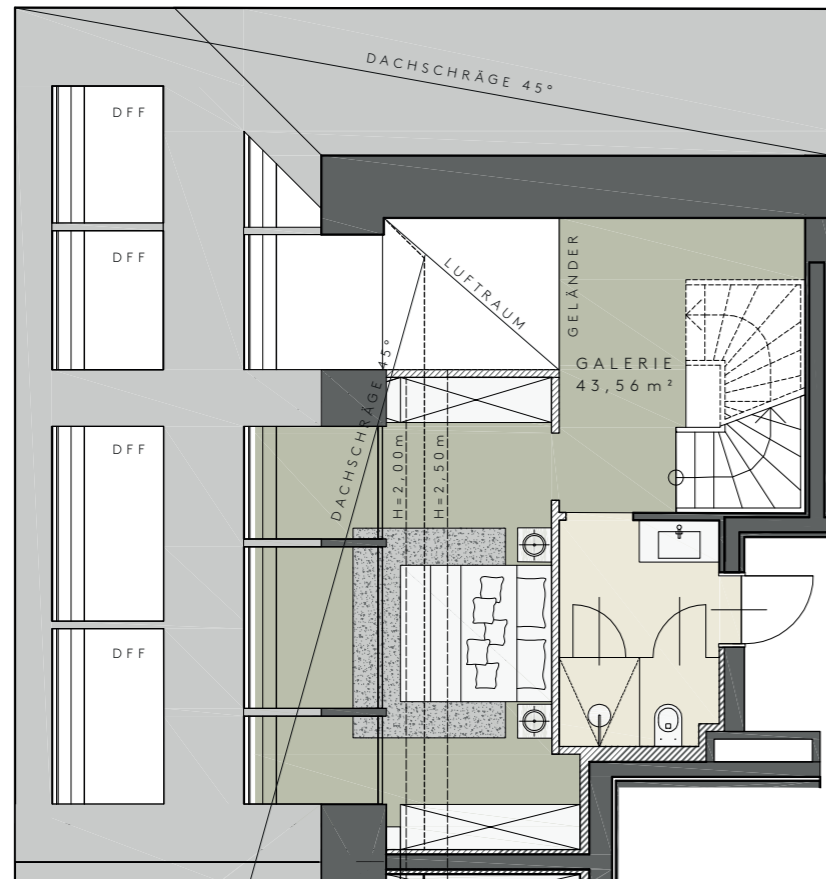 DACHSCHRÄGE 45°
DFF
DFF
LUFTRAUM
GELÄNDER
GALERIE
43,56 m²
DACHSCHRÄGE 45°
DFF
H=2,00m
H=2,50m
DFF